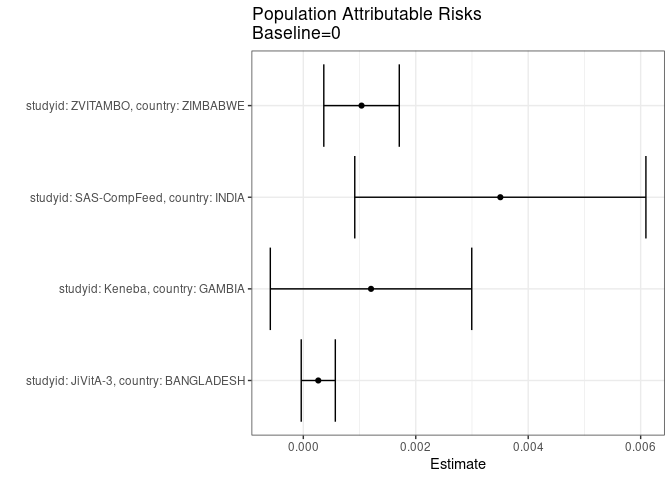 Population Attributable Risks
Baseline=0
studyid: ZVITAMBO, country: ZIMBABWE
studyid: SAS-CompFeed, country: INDIA
studyid: Keneba, country: GAMBIA
studyid: JiVitA-3, country: BANGLADESH
0.000 0.002 0.004 0.006
Estimate